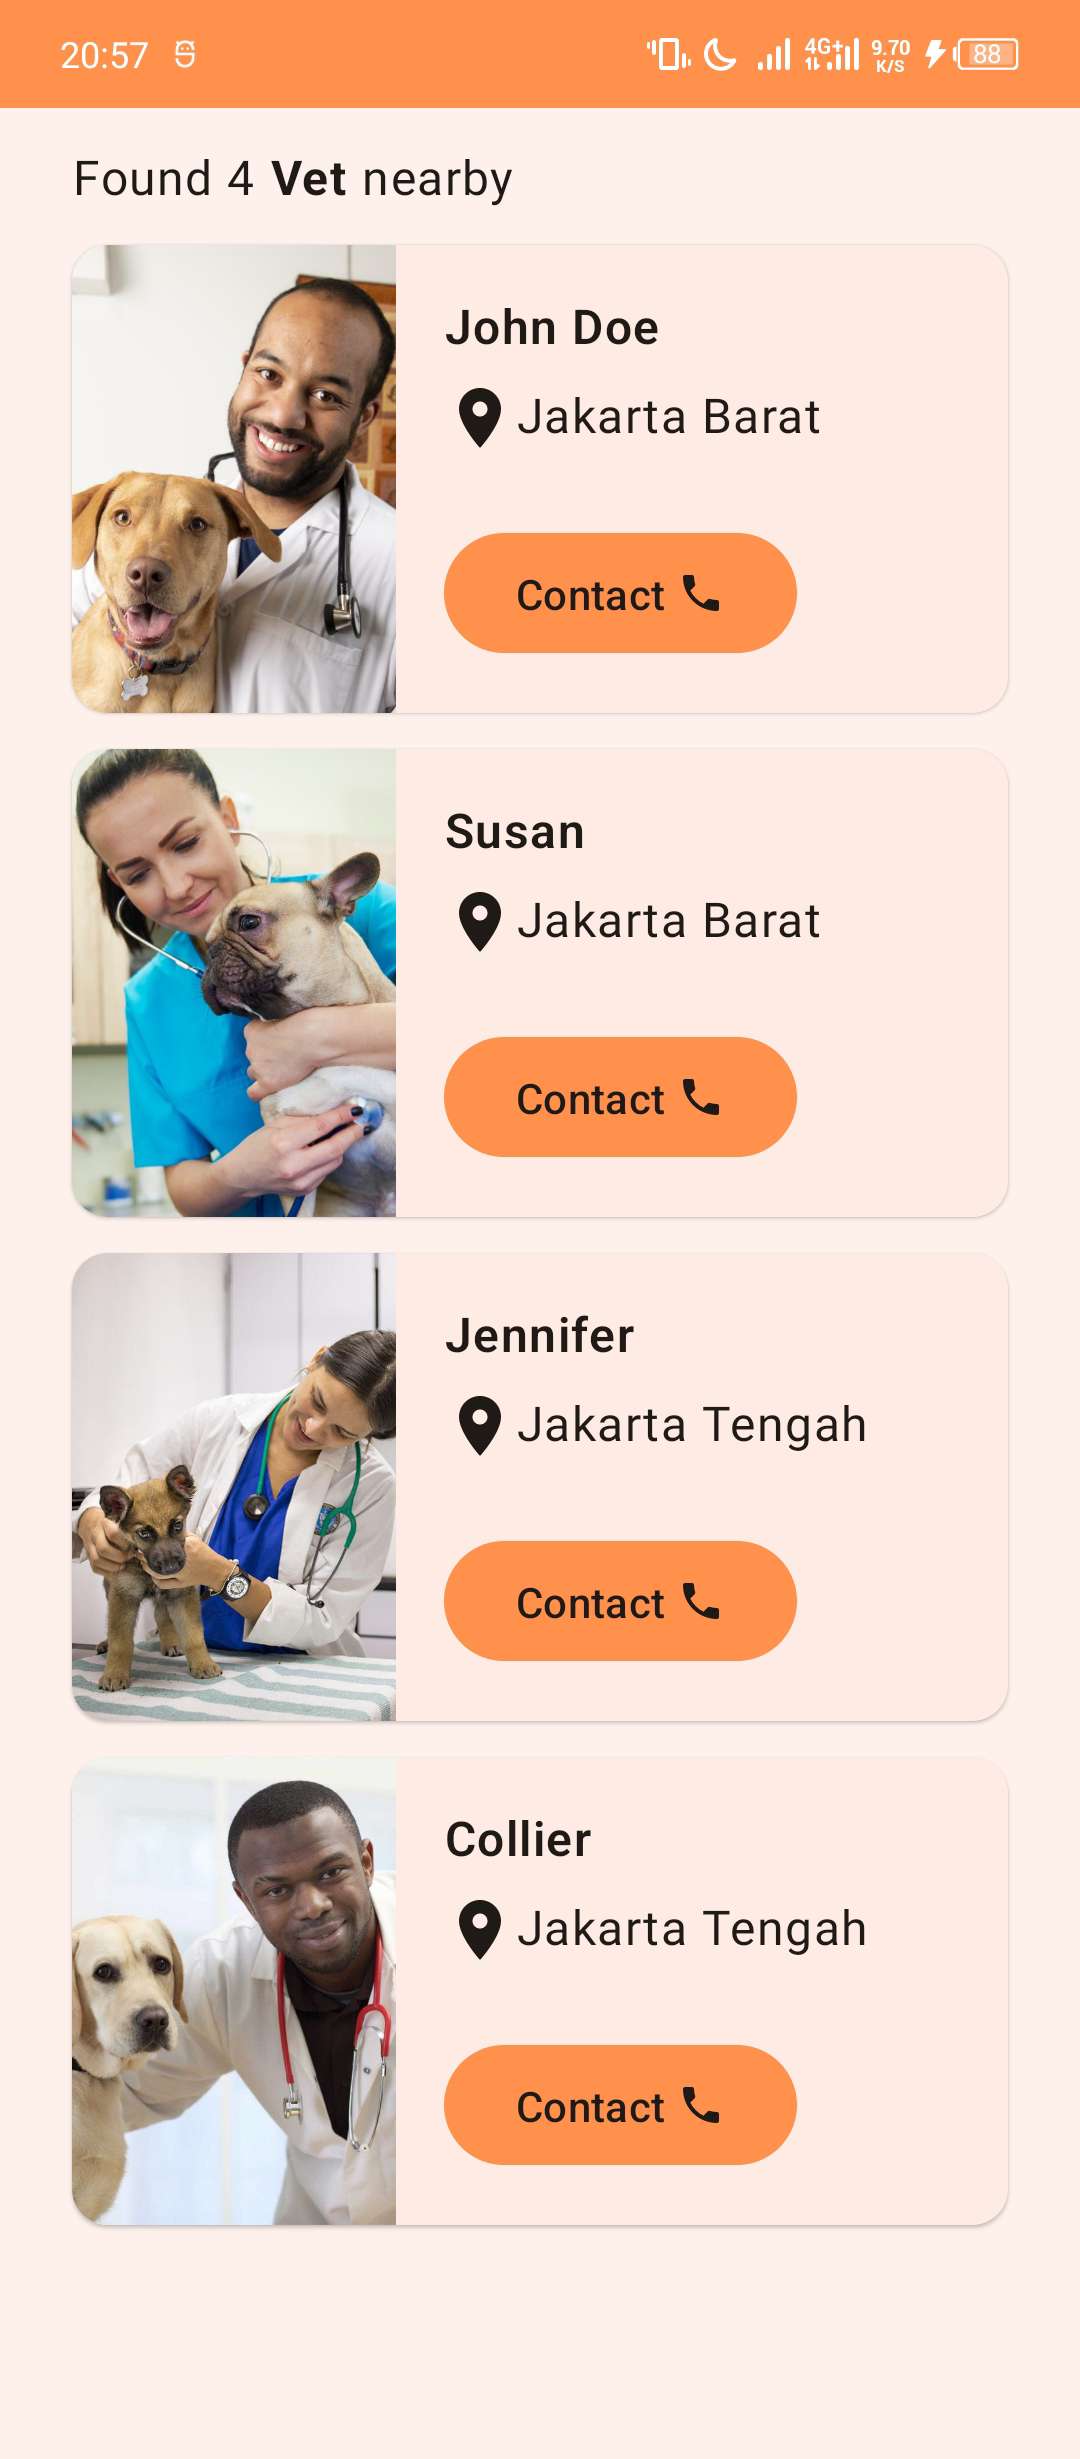 20:57 4G+ 9.70 K/S 88
Found 4 Vet nearby
John Doe
Jakarta Barat
Contact
Susan
Jakarta Barat
Contact
Jennifer
Jakarta Tengah
Contact
Collier
Jakarta Tengah
Contact